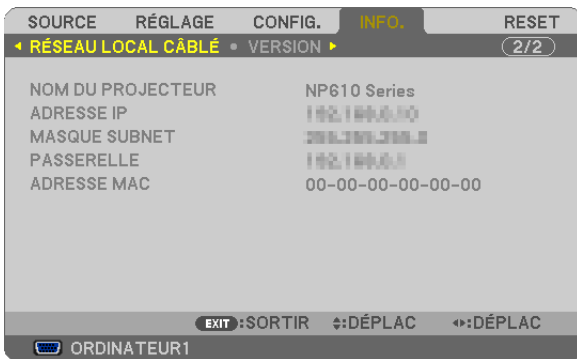 SOURCE RÉGLAGE CONFIG. INFO. RESET
RÉSEAU LOCAL CÂBLÉ • VERSION 2/2
NOM DU PROJECTEUR NP610 Series
ADRESSE IP
MASQUE SUBNET
PASSERELLE
ADRESSE MAC 00-00-00-00-00-00
EXIT :SORTIR :DÉPLAC :DÉPLAC
ORDINATEUR1